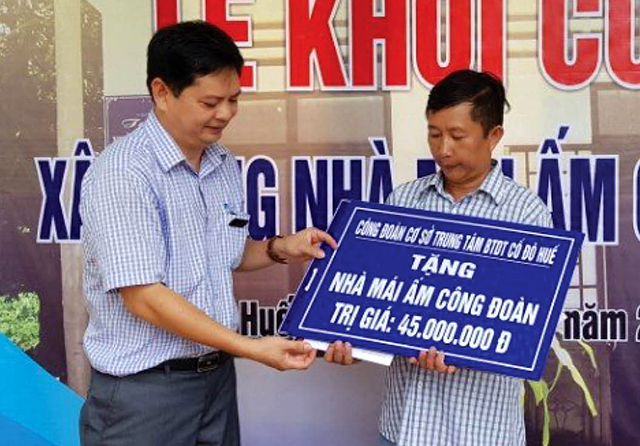 LỄ KHỞI CÔ
XÂ NG NHÀ ẤM C
CÔNG ĐOÀN CƠ SỞ TRUNG TÂM BTDT CỐ ĐÔ HUẾ
TẶNG
NHÀ MÁI ẤM CÔNG ĐOÀN
TRỊ GIÁ: 45.000.000 Đ
Huế năm 2